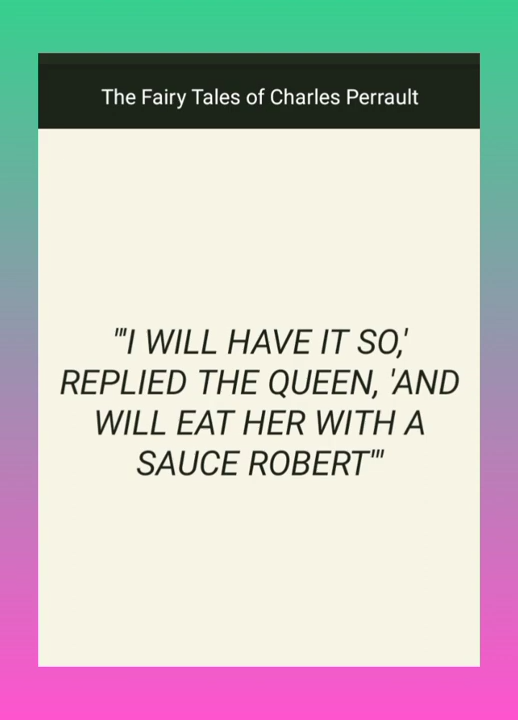 The Fairy Tales of Charles Perrault
"'I WILL HAVE IT SO,'
REPLIED THE QUEEN, 'AND
WILL EAT HER WITH A
SAUCE ROBERT'"